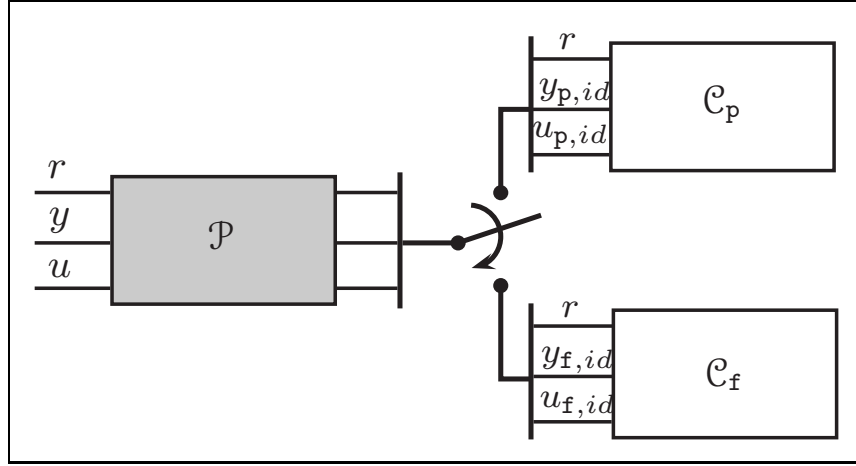 r
y
u
𝒫
r
y_{p,id}
u_{p,id}
𝒞_p
r
y_{f,id}
u_{f,id}
𝒞_f